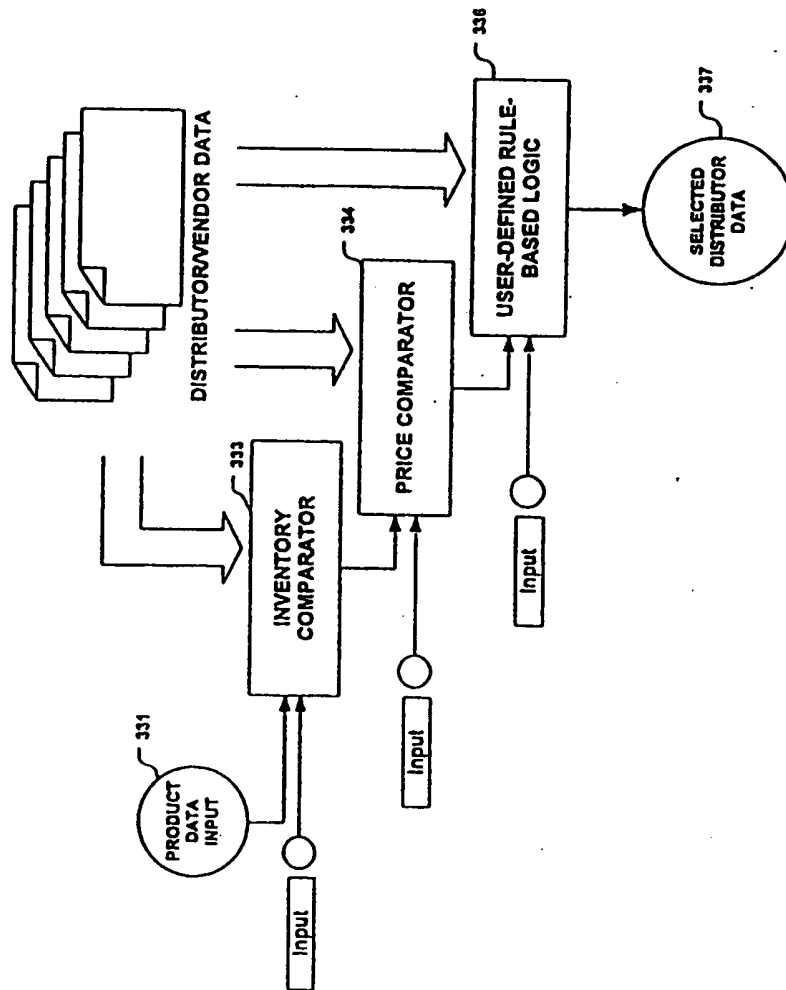 DISTRIBUTOR/VENDOR DATA
331
PRODUCT
DATA
INPUT
Input
333
INVENTORY
COMPARATOR
Input
334
PRICE COMPARATOR
Input
336
USER-DEFINED RULE-
BASED LOGIC
337
SELECTED
DISTRIBUTOR
DATA